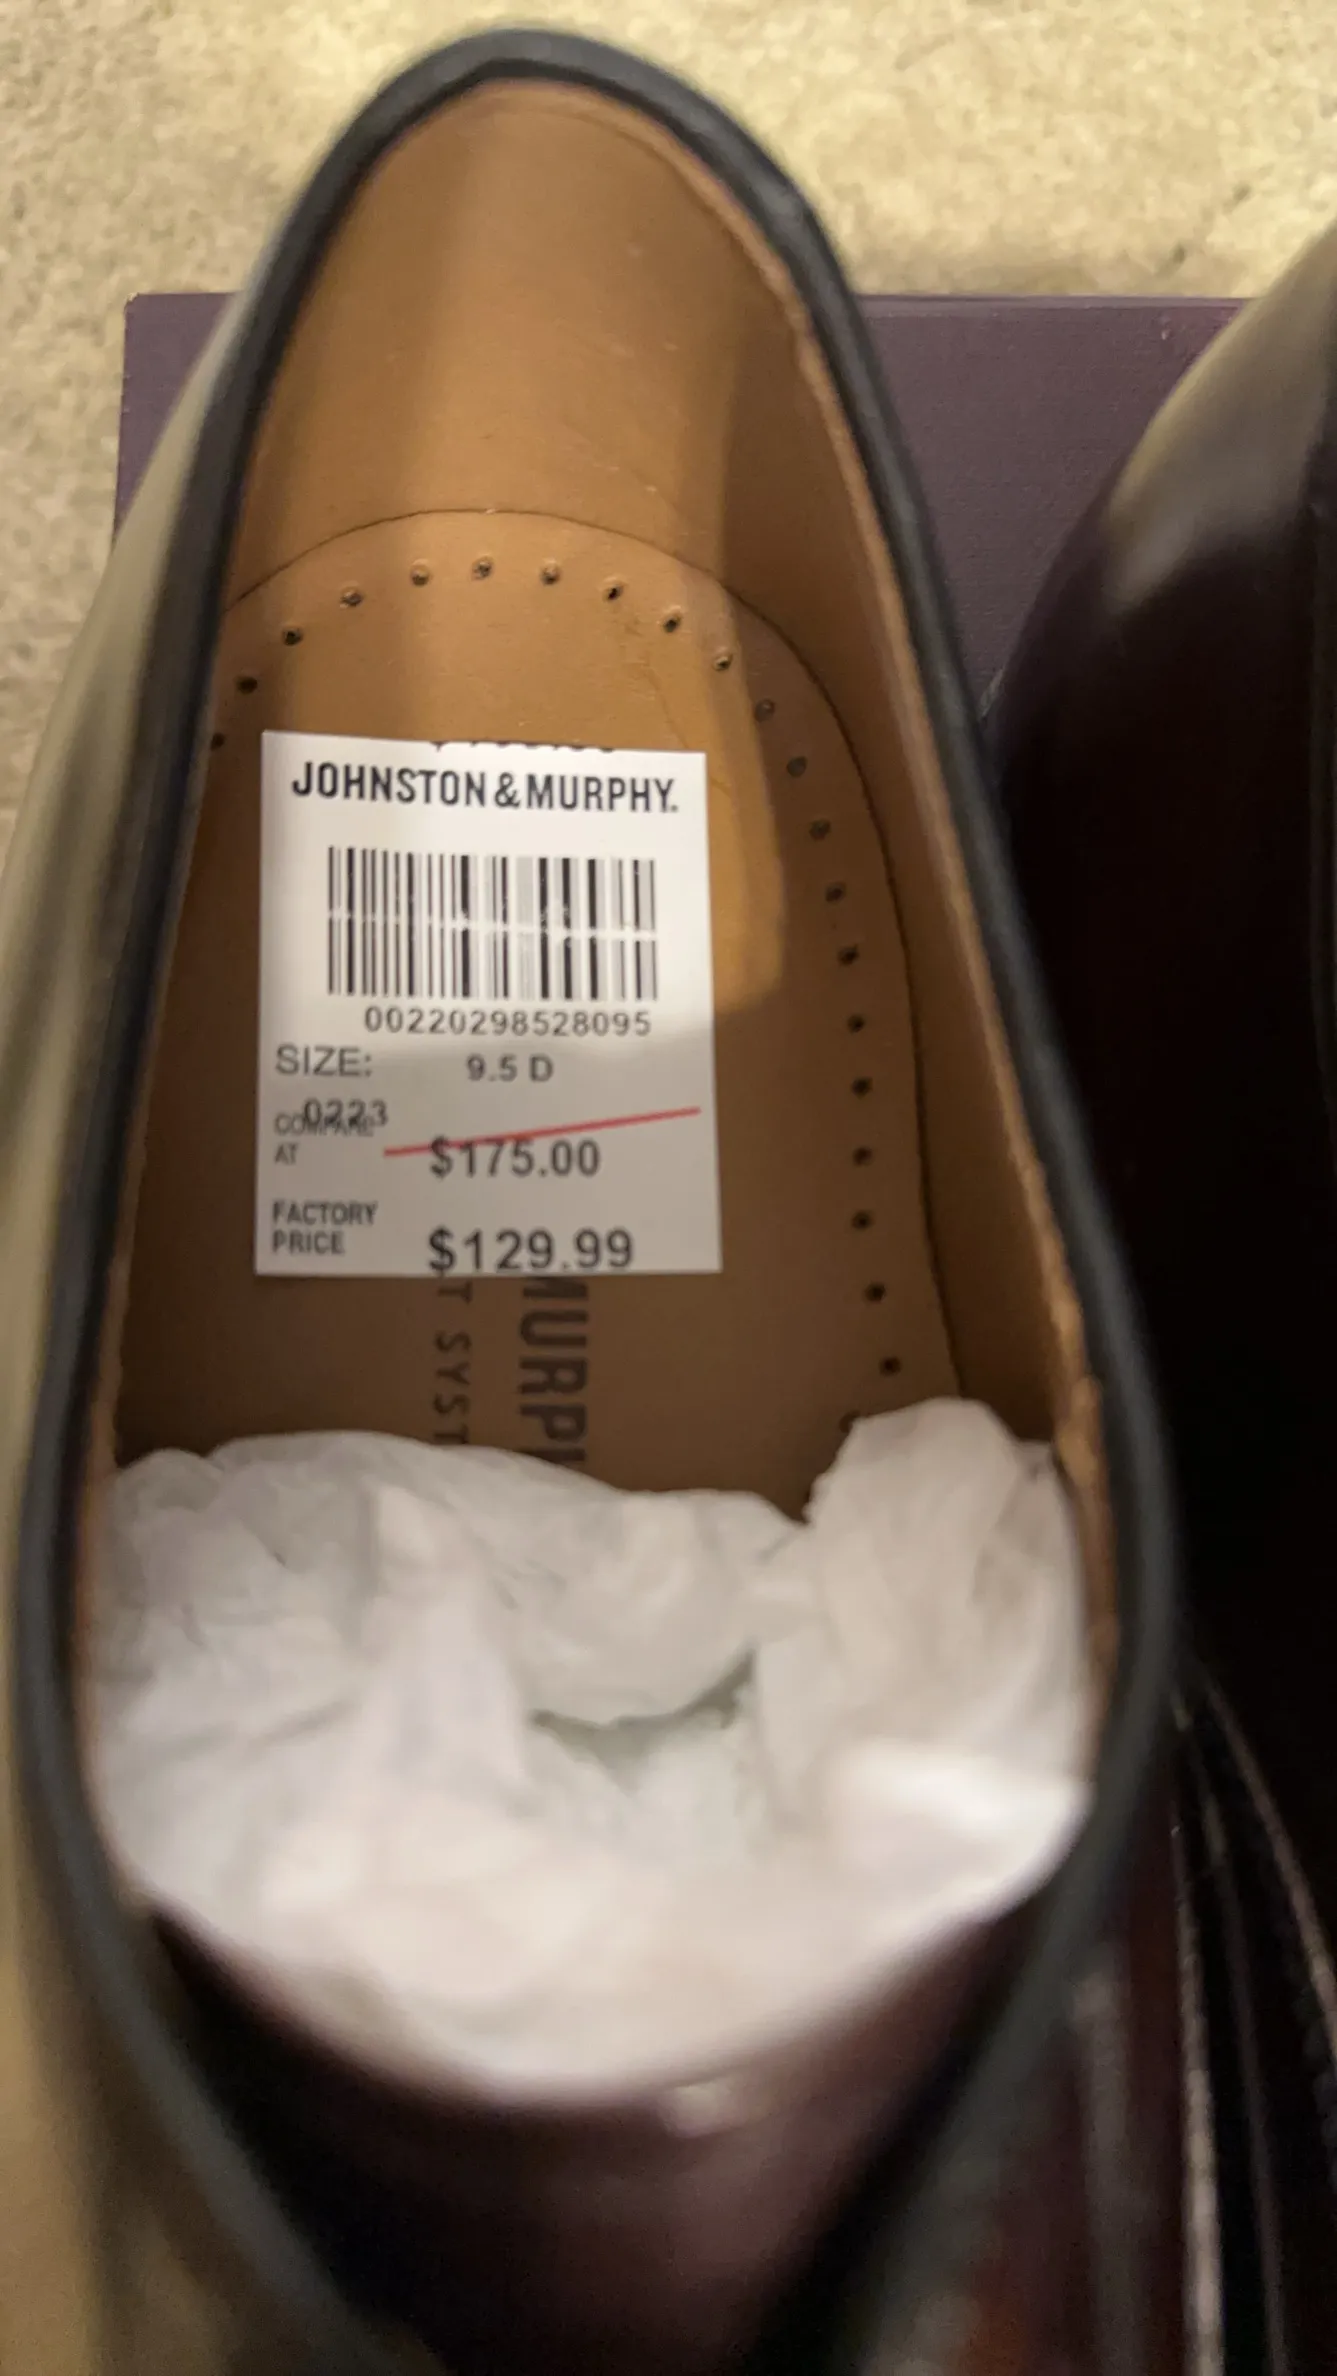 JOHNSTON & MURPHY.
00220298528095
SIZE: 9.5 D
0223
COMPARE
AT $175.00
FACTORY
PRICE $129.99
MURPH
T SYST